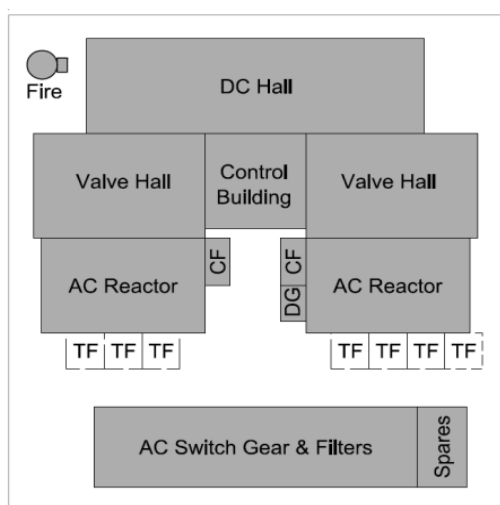 DC Hall
Fire
Valve Hall
Control
Building
Valve Hall
CF
CF
AC Reactor
DG
AC Reactor
TF TF TF
TF TF TF TF
AC Switch Gear & Filters
Spares